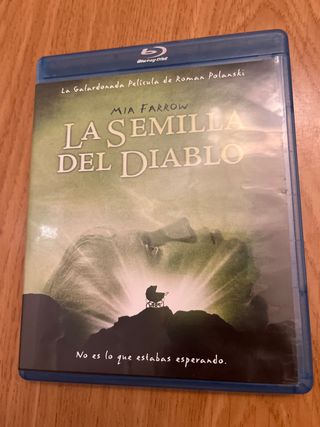 Blu-ray Disc
La Galardonada Película de Roman Polanski
MIA FARROW
LA SEMILLA
DEL DIABLO
No es lo que estabas esperando.